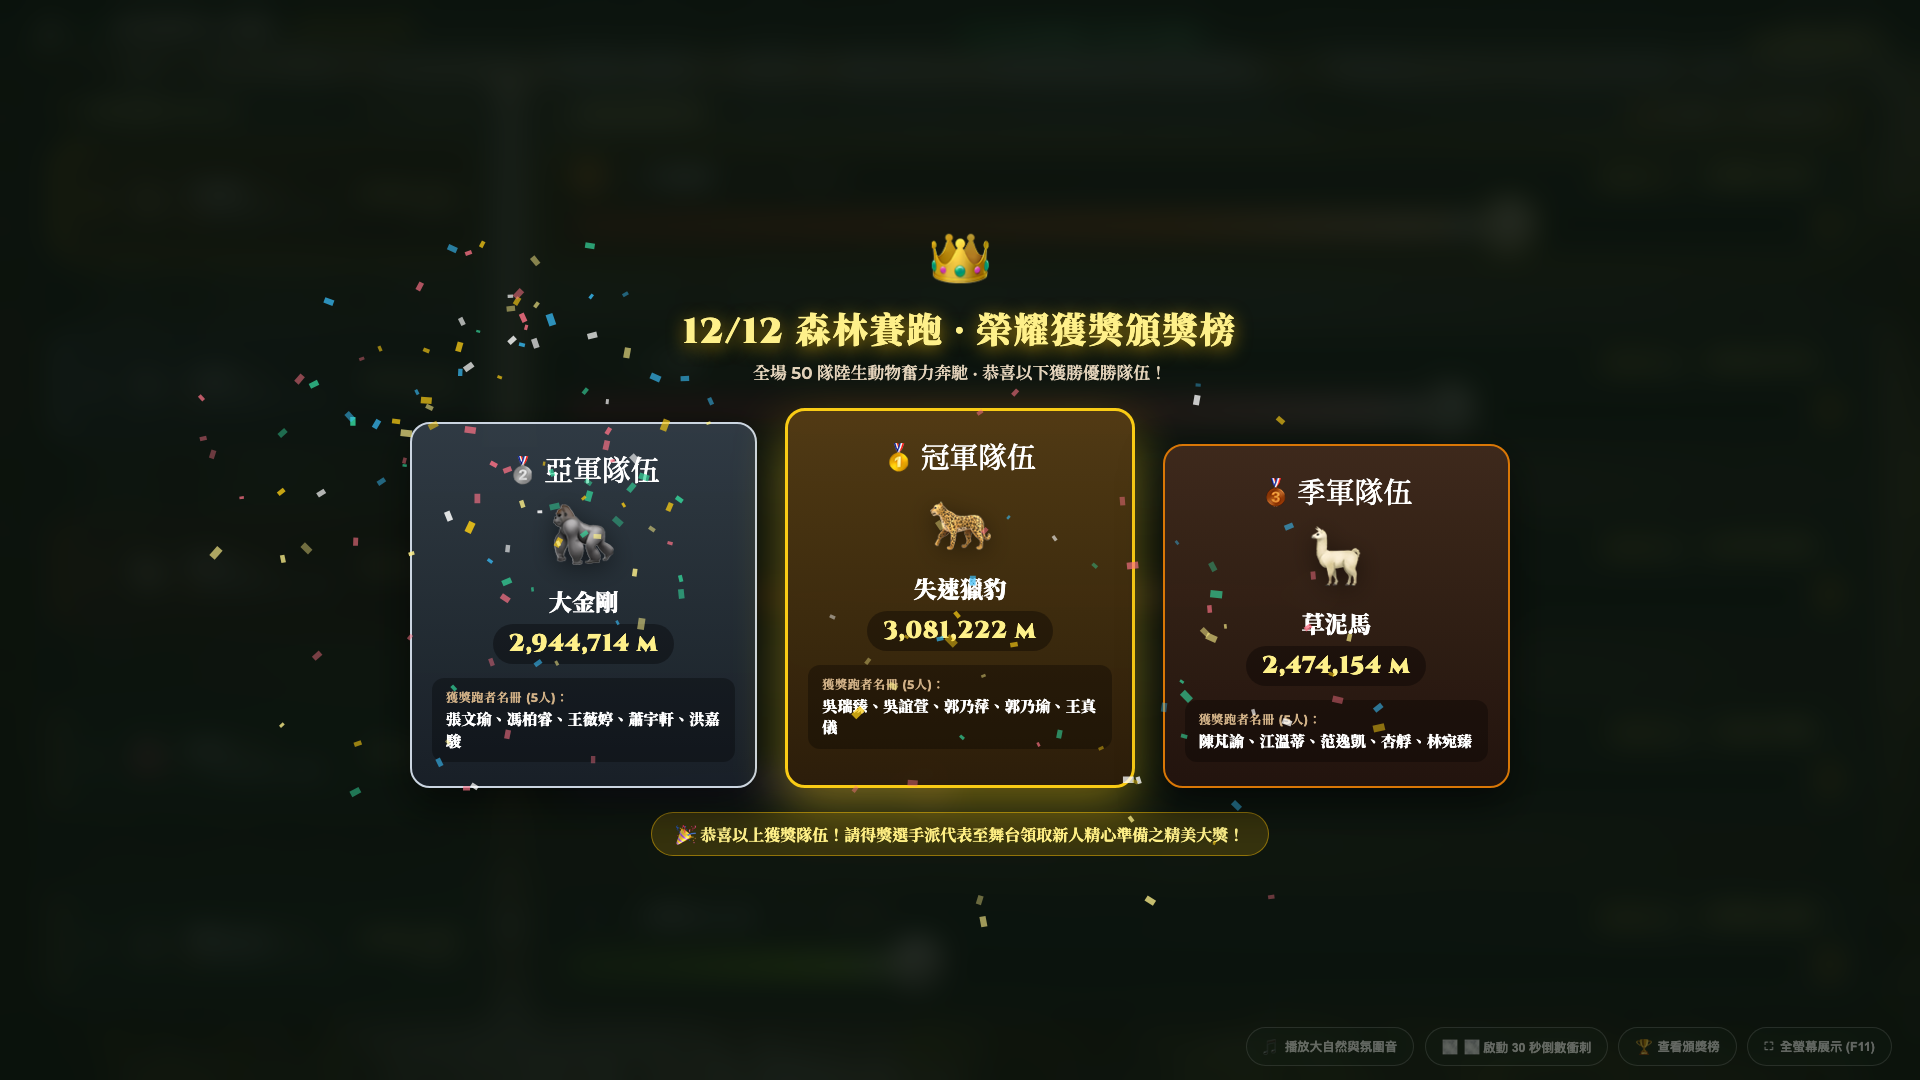 12/12 森林賽跑 · 榮耀獲獎頒獎榜
全場 50 隊陸生動物奮力奔馳 · 恭喜以下獲勝優勝隊伍！
2 亞軍隊伍
大金剛
2,944,714 M
獲獎跑者名冊 (5人)：
張文瑜、馮柏睿、王薇婷、蕭宇軒、洪嘉
駿
1 冠軍隊伍
失速獵豹
3,081,222 M
獲獎跑者名冊 (5人)：
吳瑞臻、吳誼萱、郭乃萍、郭乃瑜、王真
儀
3 季軍隊伍
草泥馬
2,474,154 M
獲獎跑者名冊 (5人)：
陳芃諭、江溫蒂、范逸凱、杏艀、林宛臻
恭喜以上獲獎隊伍！請得獎選手派代表至舞台領取新人精心準備之精美大獎！
播放大自然與氛圍音
啟動 30 秒倒數衝刺
查看頒獎榜
全螢幕展示 (F11)